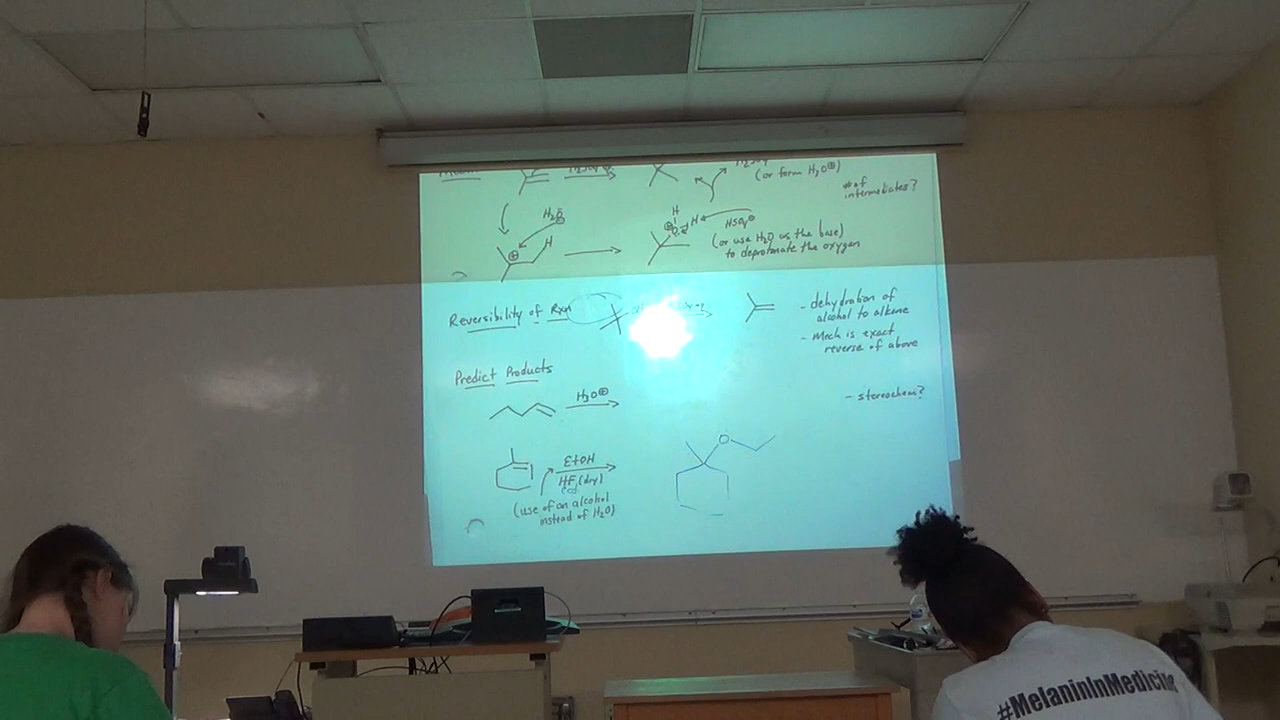 (or form H₃O⊕)
# of
intermediates?
H₂O
H
H
⊕O
H
HSO₄⊖
H
⊕
(or use H₂O as the base)
to deprotonate the oxygen
Reversibility of Rxn
- dehydration of
alcohol to alkene
- Mech is exact
reverse of above
Predict Products
H₃O⊕
- stereochem?
EtOH
O
(dry)
(use of an alcohol
instead of H₂O)
#MelanininMedicine